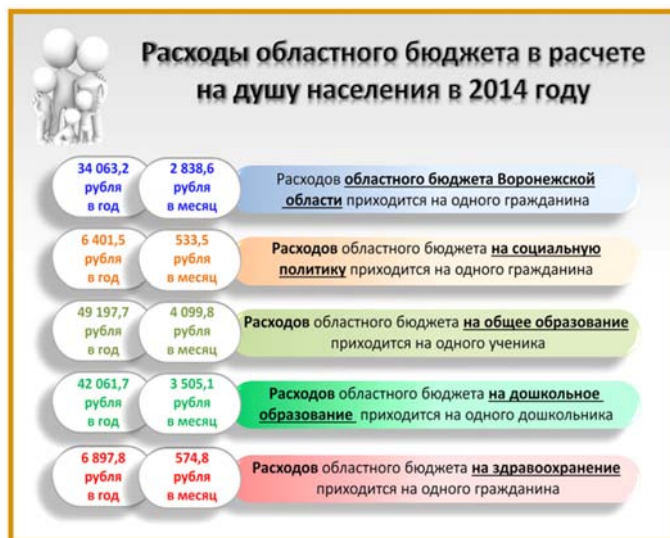 Расходы областного бюджета в расчете
на душу населения в 2014 году
34 063,2
рубля
в год
2 838,6
рубля
в месяц
Расходов областного бюджета Воронежской
области приходится на одного гражданина
6 401,5
рубля
в год
533,5
рубля
в месяц
Расходов областного бюджета на социальную
политику приходится на одного гражданина
49 197,7
рубля
в год
4 099,8
рубля
в месяц
Расходов областного бюджета на общее образование
приходится на одного ученика
42 061,7
рубля
в год
3 505,1
рубля
в месяц
Расходов областного бюджета на дошкольное
образование приходится на одного дошкольника
6 897,8
рубля
в год
574,8
рубля
в месяц
Расходов областного бюджета на здравоохранение
приходится на одного гражданина